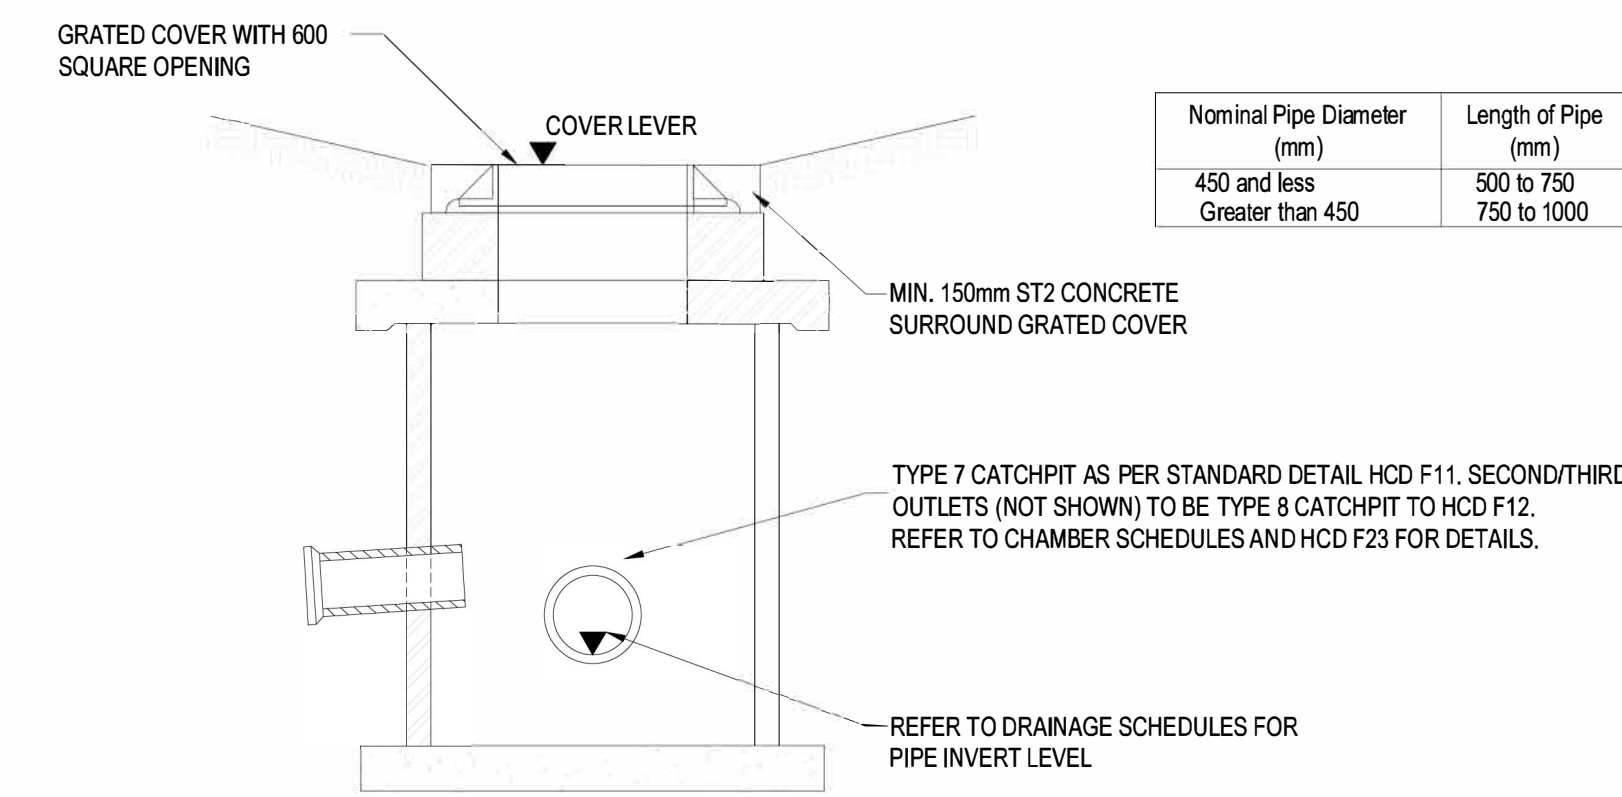 GRATED COVER WITH 600
SQUARE OPENING
COVER LEVER
Nominal Pipe Diameter
(mm)
Length of Pipe
(mm)
450 and less
500 to 750
Greater than 450
750 to 1000
MIN. 150mm ST2 CONCRETE
SURROUND GRATED COVER
TYPE 7 CATCHPIT AS PER STANDARD DETAIL HCD F11. SECOND/THIRD
OUTLETS (NOT SHOWN) TO BE TYPE 8 CATCHPIT TO HCD F12.
REFER TO CHAMBER SCHEDULES AND HCD F23 FOR DETAILS.
REFER TO DRAINAGE SCHEDULES FOR
PIPE INVERT LEVEL